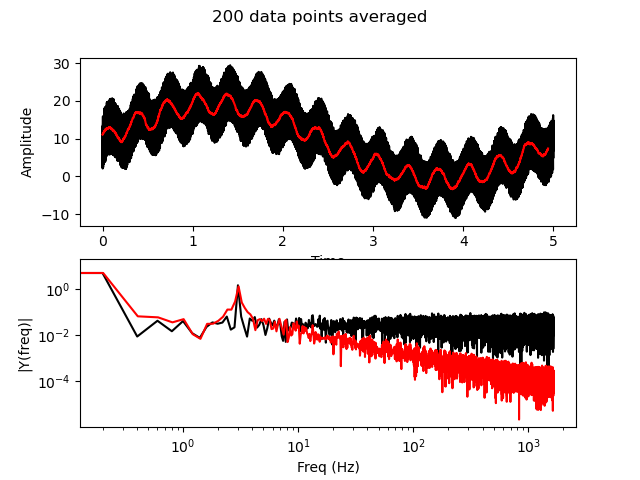 200 data points averaged
30
20
10
0
−10
Amplitude
0 1 2 3 4 5
Time
10⁰
10⁻²
10⁻⁴
|Y(freq)|
10⁰ 10¹ 10² 10³
Freq (Hz)